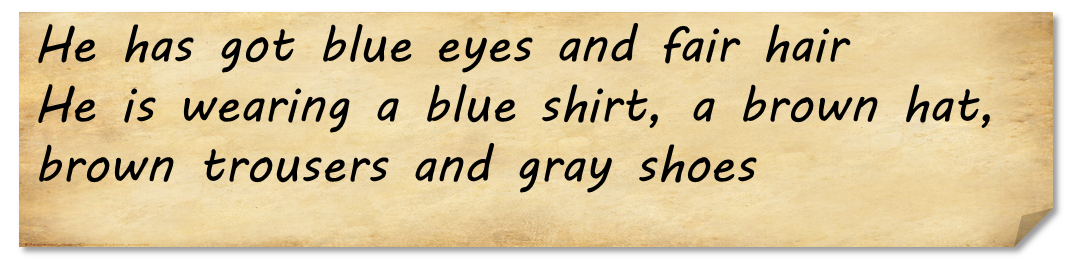 He has got blue eyes and fair hair
He is wearing a blue shirt, a brown hat,
brown trousers and gray shoes